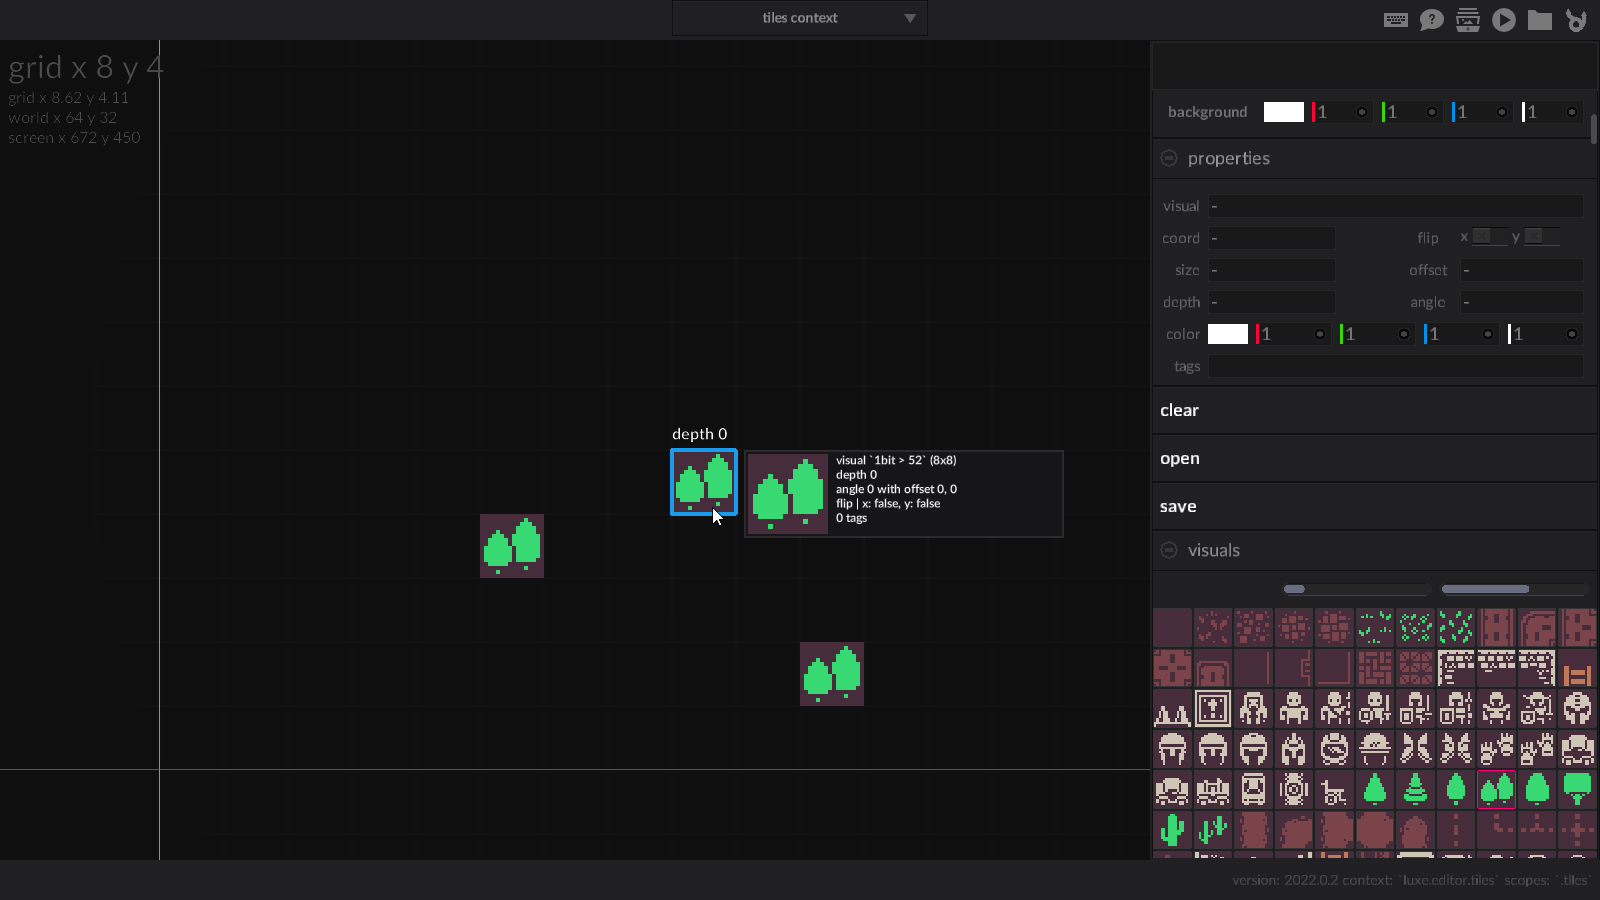 tiles context
grid x 8 y 4
grid x 8.62 y 4.11
world x 64 y 32
screen x 672 y 450
background 1 1 1 1
properties
visual -
coord - flip x y
size - offset -
depth - angle -
color 1 1 1 1
tags
clear
open
save
visuals
depth 0
visual `1bit > 52` (8x8)
depth 0
angle 0 with offset 0, 0
flip | x: false, y: false
0 tags
version: 2022.0.2 context: `luxe.editor.tiles` scopes: `.tiles`